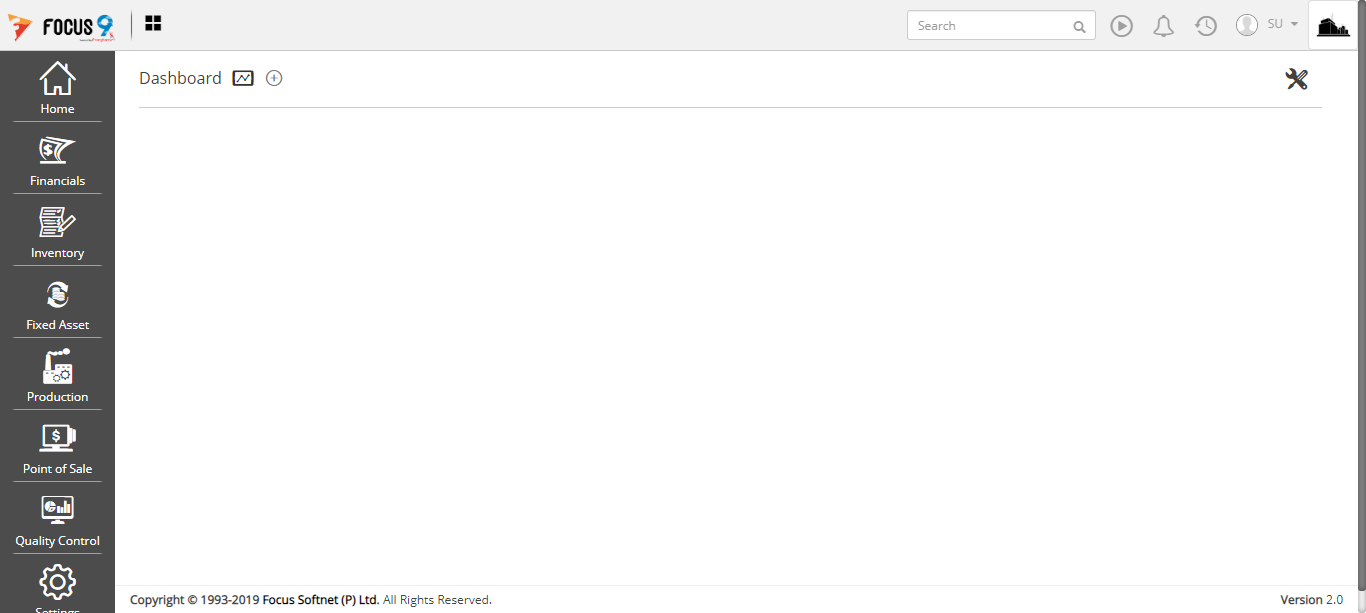 FOCUS 9
Search
SU
Dashboard
Home
Financials
Inventory
Fixed Asset
Production
Point of Sale
Quality Control
Settings
Copyright © 1993-2019 Focus Softnet (P) Ltd. All Rights Reserved.
Version 2.0